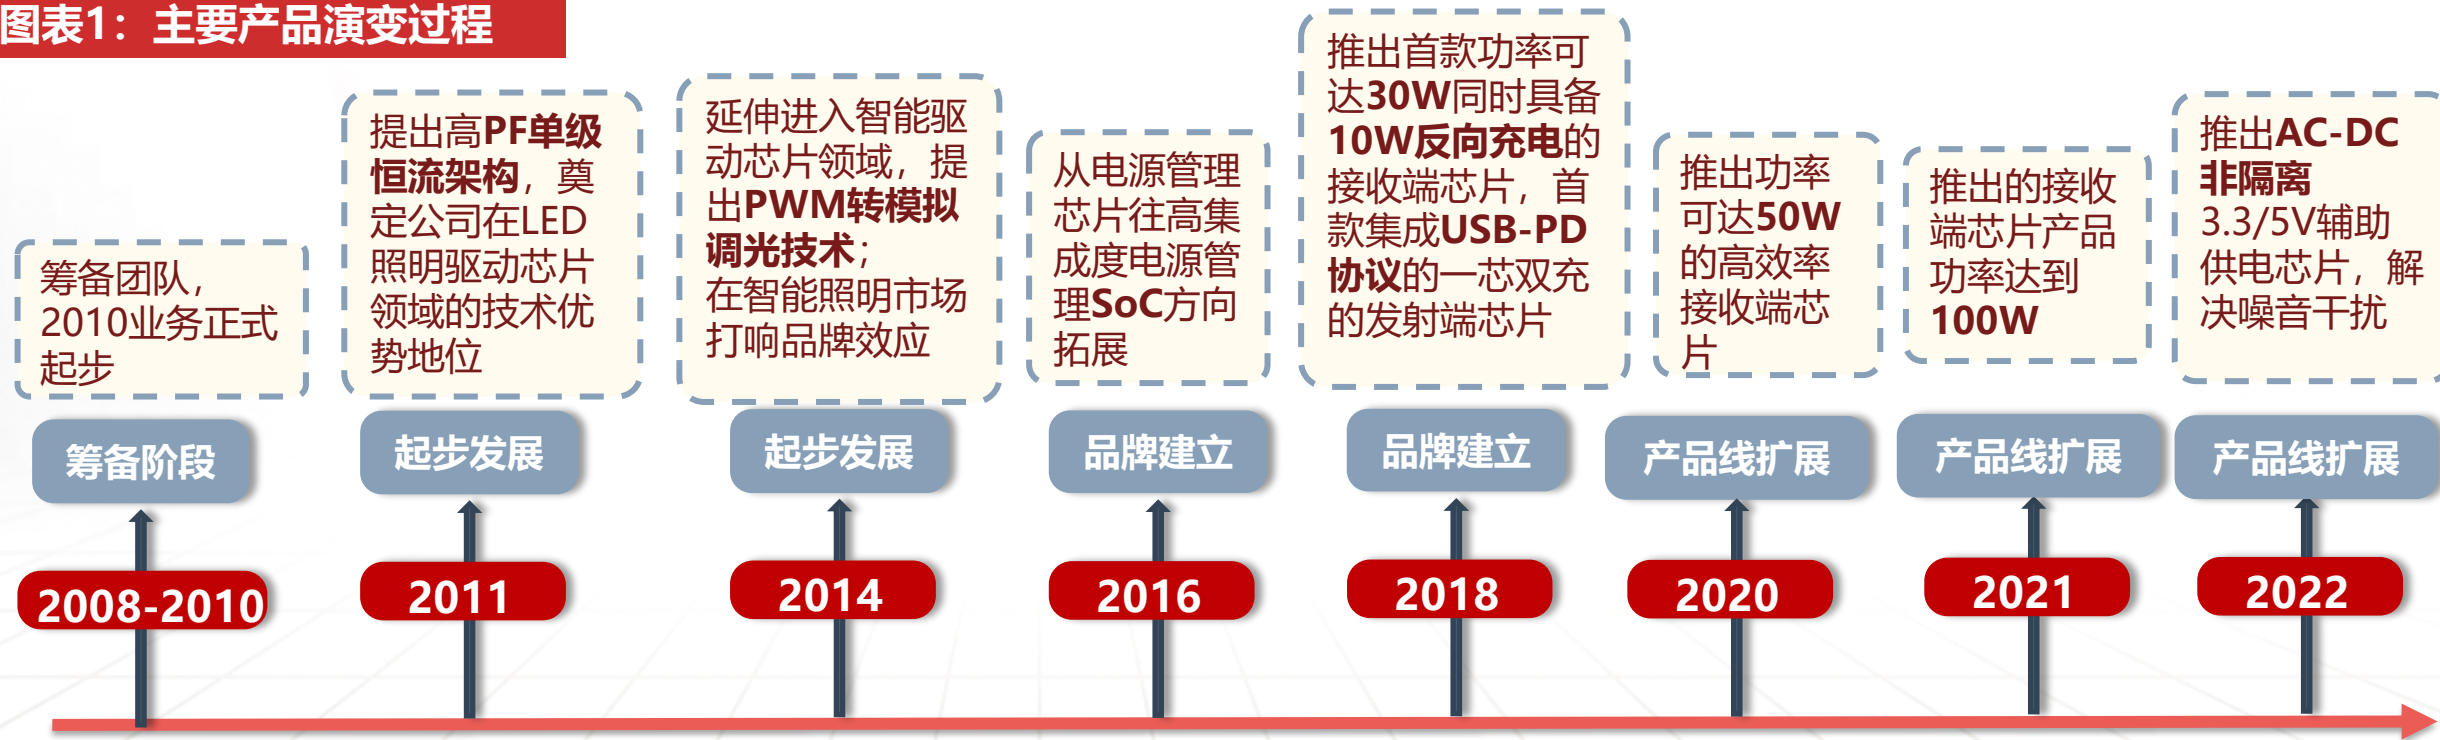 图表1：主要产品演变过程
筹备团队，
2010业务正式
起步
提出高PF单级
恒流架构，奠
定公司在LED
照明驱动芯片
领域的技术优
势地位
延伸进入智能驱
动芯片领域，提
出PWM转模拟
调光技术；
在智能照明市场
打响品牌效应
从电源管理
芯片往高集
成度电源管
理SoC方向
拓展
推出首款功率可
达30W同时具备
10W反向充电的
接收端芯片，首
款集成USB-PD
协议的一芯双充
的发射端芯片
推出功率
可达50W
的高效率
接收端芯
片
推出的接收
端芯片产品
功率达到
100W
推出AC-DC
非隔离
3.3/5V辅助
供电芯片，解
决噪音干扰
筹备阶段
起步发展
起步发展
品牌建立
品牌建立
产品线扩展
产品线扩展
产品线扩展
2008-2010
2011
2014
2016
2018
2020
2021
2022